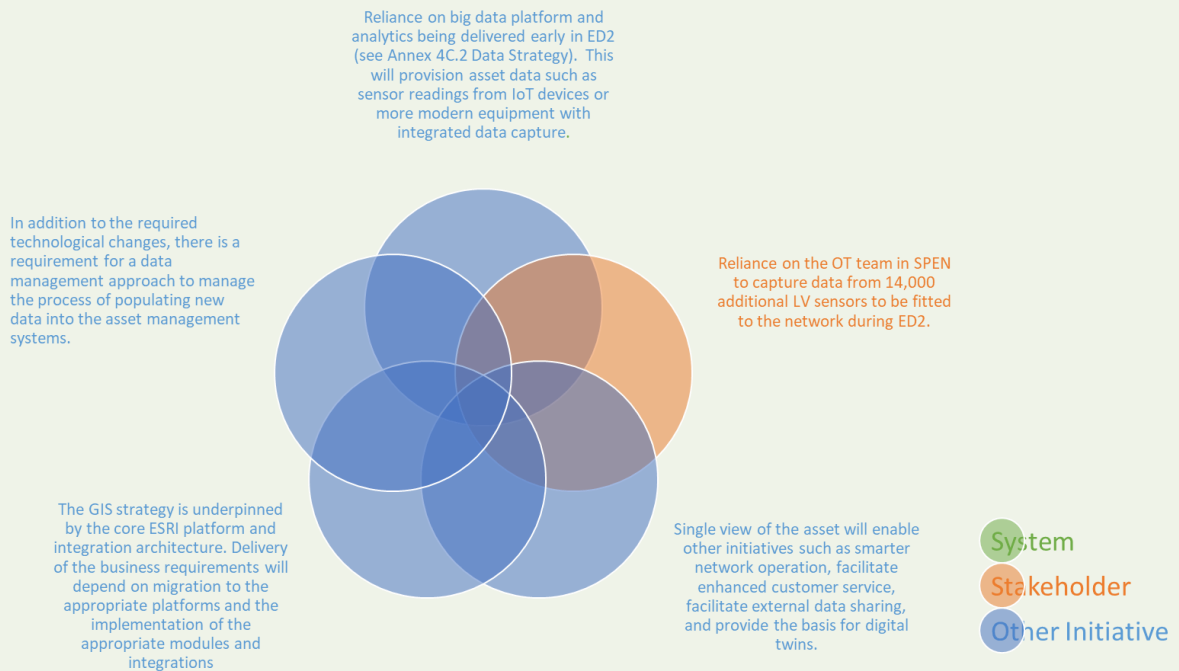 Reliance on big data platform and
analytics being delivered early in ED2
(see Annex 4C.2 Data Strategy).  This
will provision asset data such as
sensor readings from IoT devices or
more modern equipment with
integrated data capture.
In addition to the required
technological changes, there is a
requirement for a data
management approach to manage
the process of populating new
data into the asset management
systems.
Reliance on the OT team in SPEN
to capture data from 14,000
additional LV sensors to be fitted
to the network during ED2.
The GIS strategy is underpinned
by the core ESRI platform and
integration architecture. Delivery
of the business requirements will
depend on migration to the
appropriate platforms and the
implementation of the
appropriate modules and
integrations
Single view of the asset will enable
other initiatives such as smarter
network operation, facilitate
enhanced customer service,
facilitate external data sharing,
and provide the basis for digital
twins.
System
Stakeholder
Other Initiative